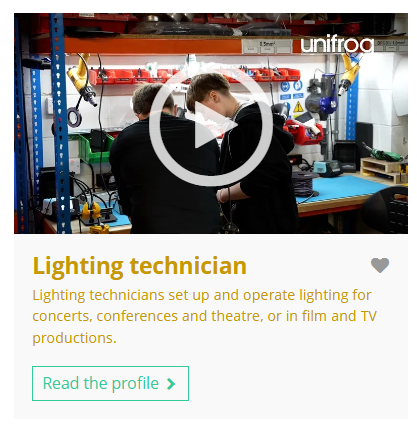 unifrog
Lighting technician
Lighting technicians set up and operate lighting for
concerts, conferences and theatre, or in film and TV
productions.
Read the profile